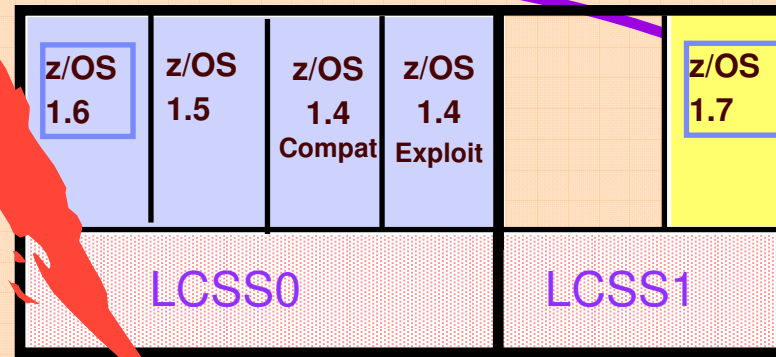 z/OS
1.6
z/OS
1.5
z/OS
1.4
Compat
z/OS
1.4
Exploit
z/OS
1.7
LCSS0
LCSS1